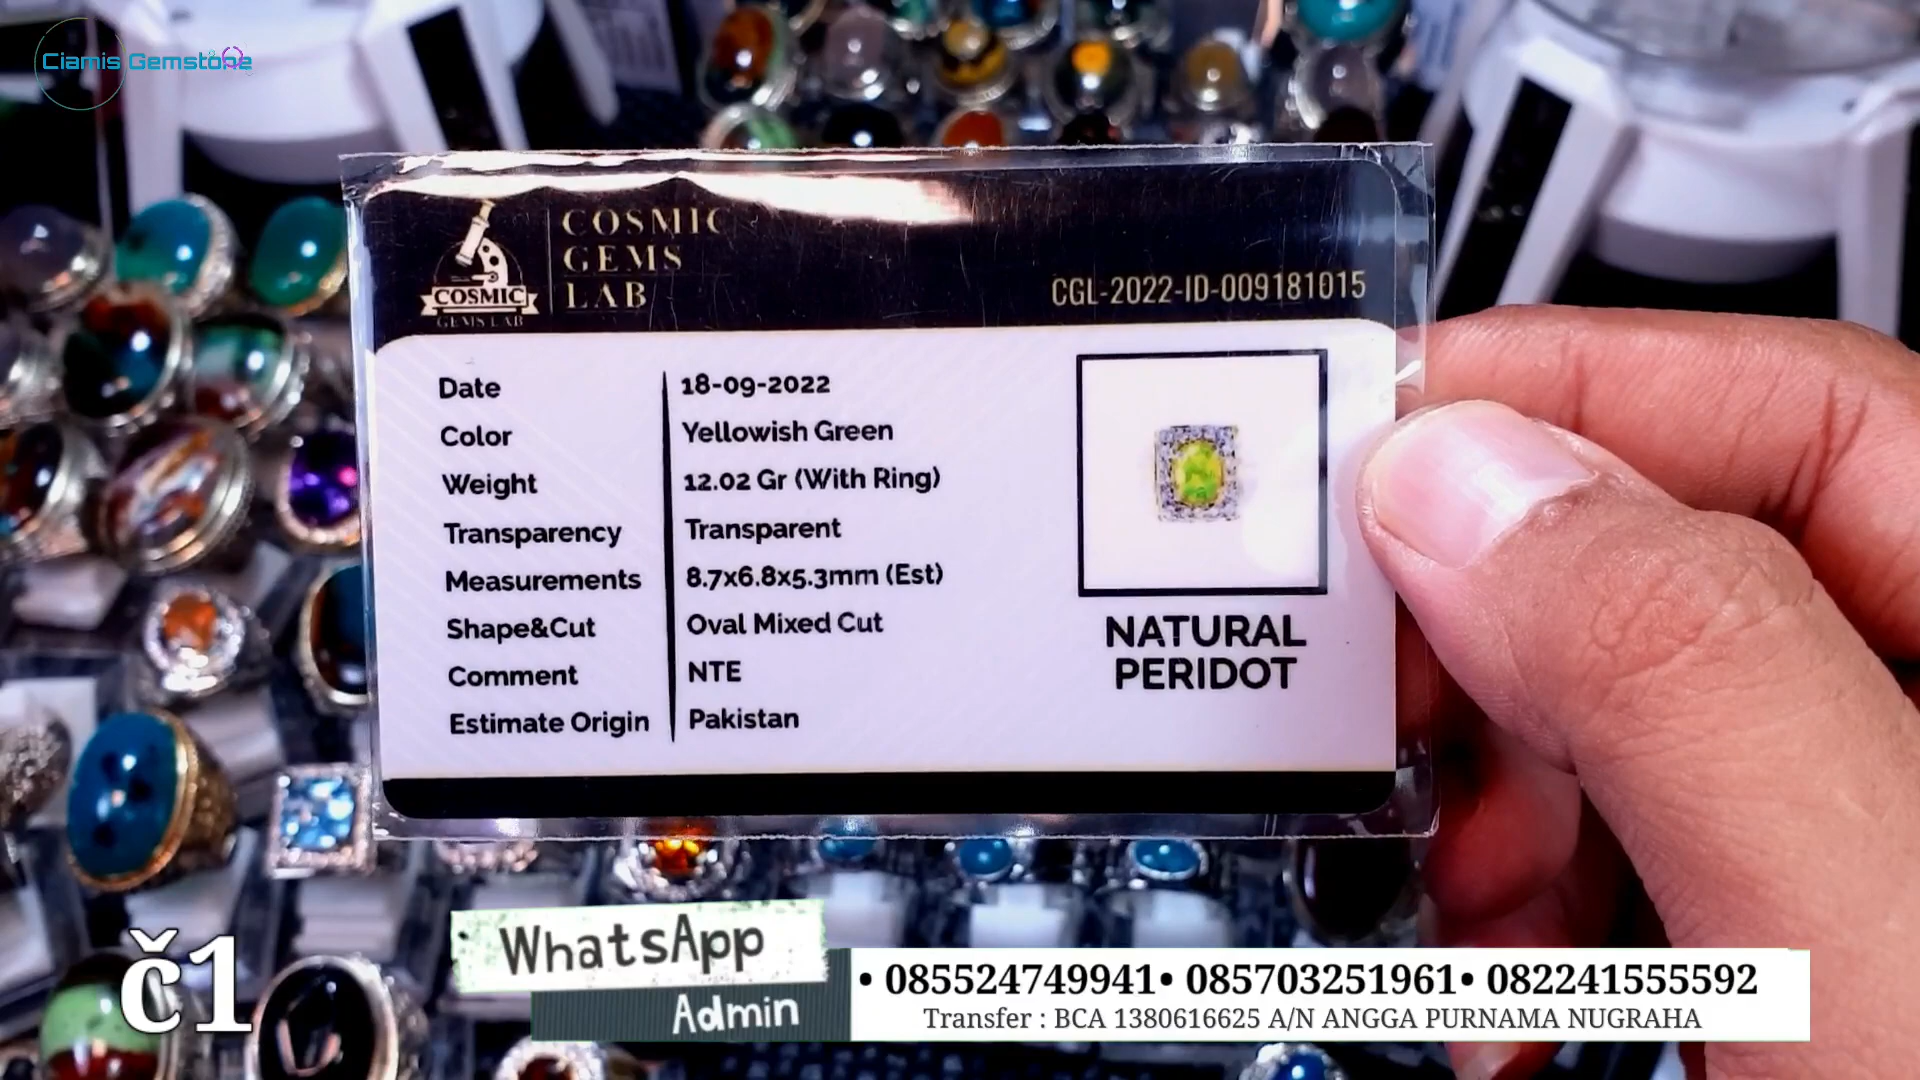 Ciamis Gemstone
COSMIC
GEMS
LAB
COSMIC
GEMS LAB
CGL-2022-ID-009181015
Date 18-09-2022
Color Yellowish Green
Weight 12.02 Gr (With Ring)
Transparency Transparent
Measurements 8.7x6.8x5.3mm (Est)
Shape&Cut Oval Mixed Cut
Comment NTE
Estimate Origin Pakistan
NATURAL
PERIDOT
č1
WhatsApp
Admin
• 085524749941• 085703251961• 082241555592
Transfer : BCA 1380616625 A/N ANGGA PURNAMA NUGRAHA